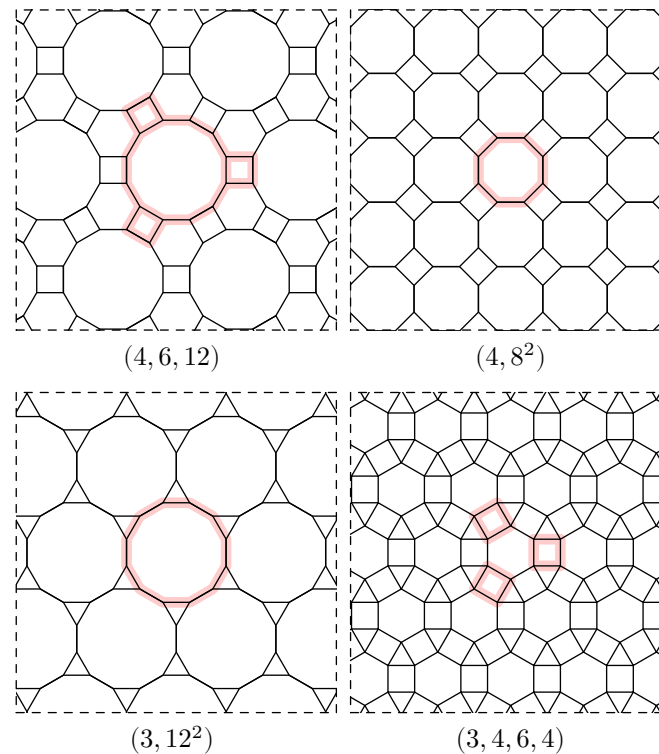 (4, 6, 12)
(4, 8²)
(3, 12²)
(3, 4, 6, 4)